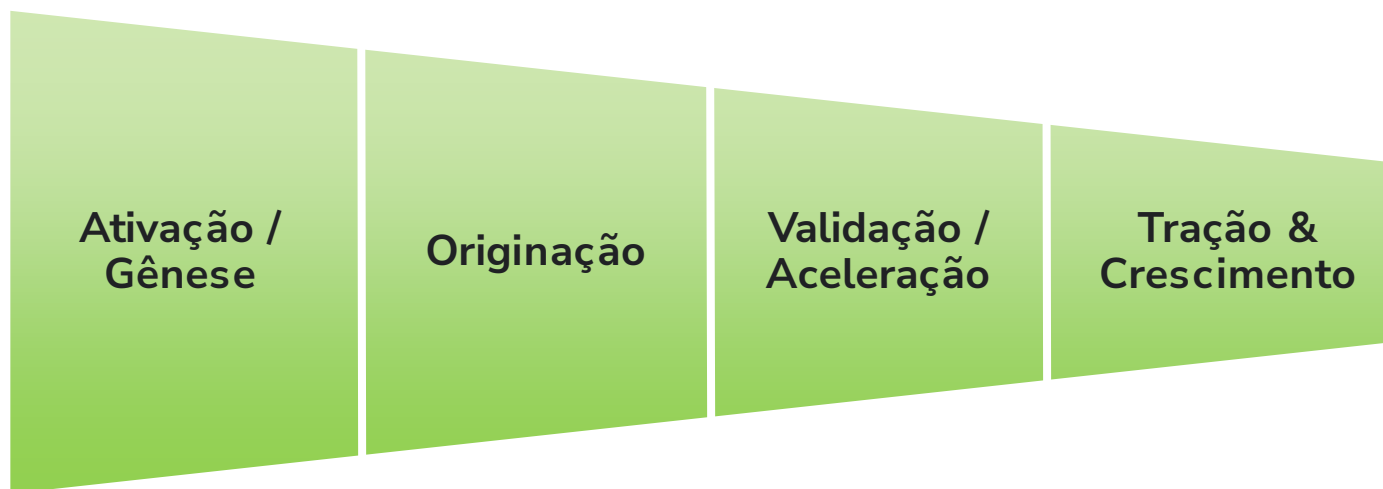 Ativação /
Gênese
Originação
Validação /
Aceleração
Tração &
Crescimento